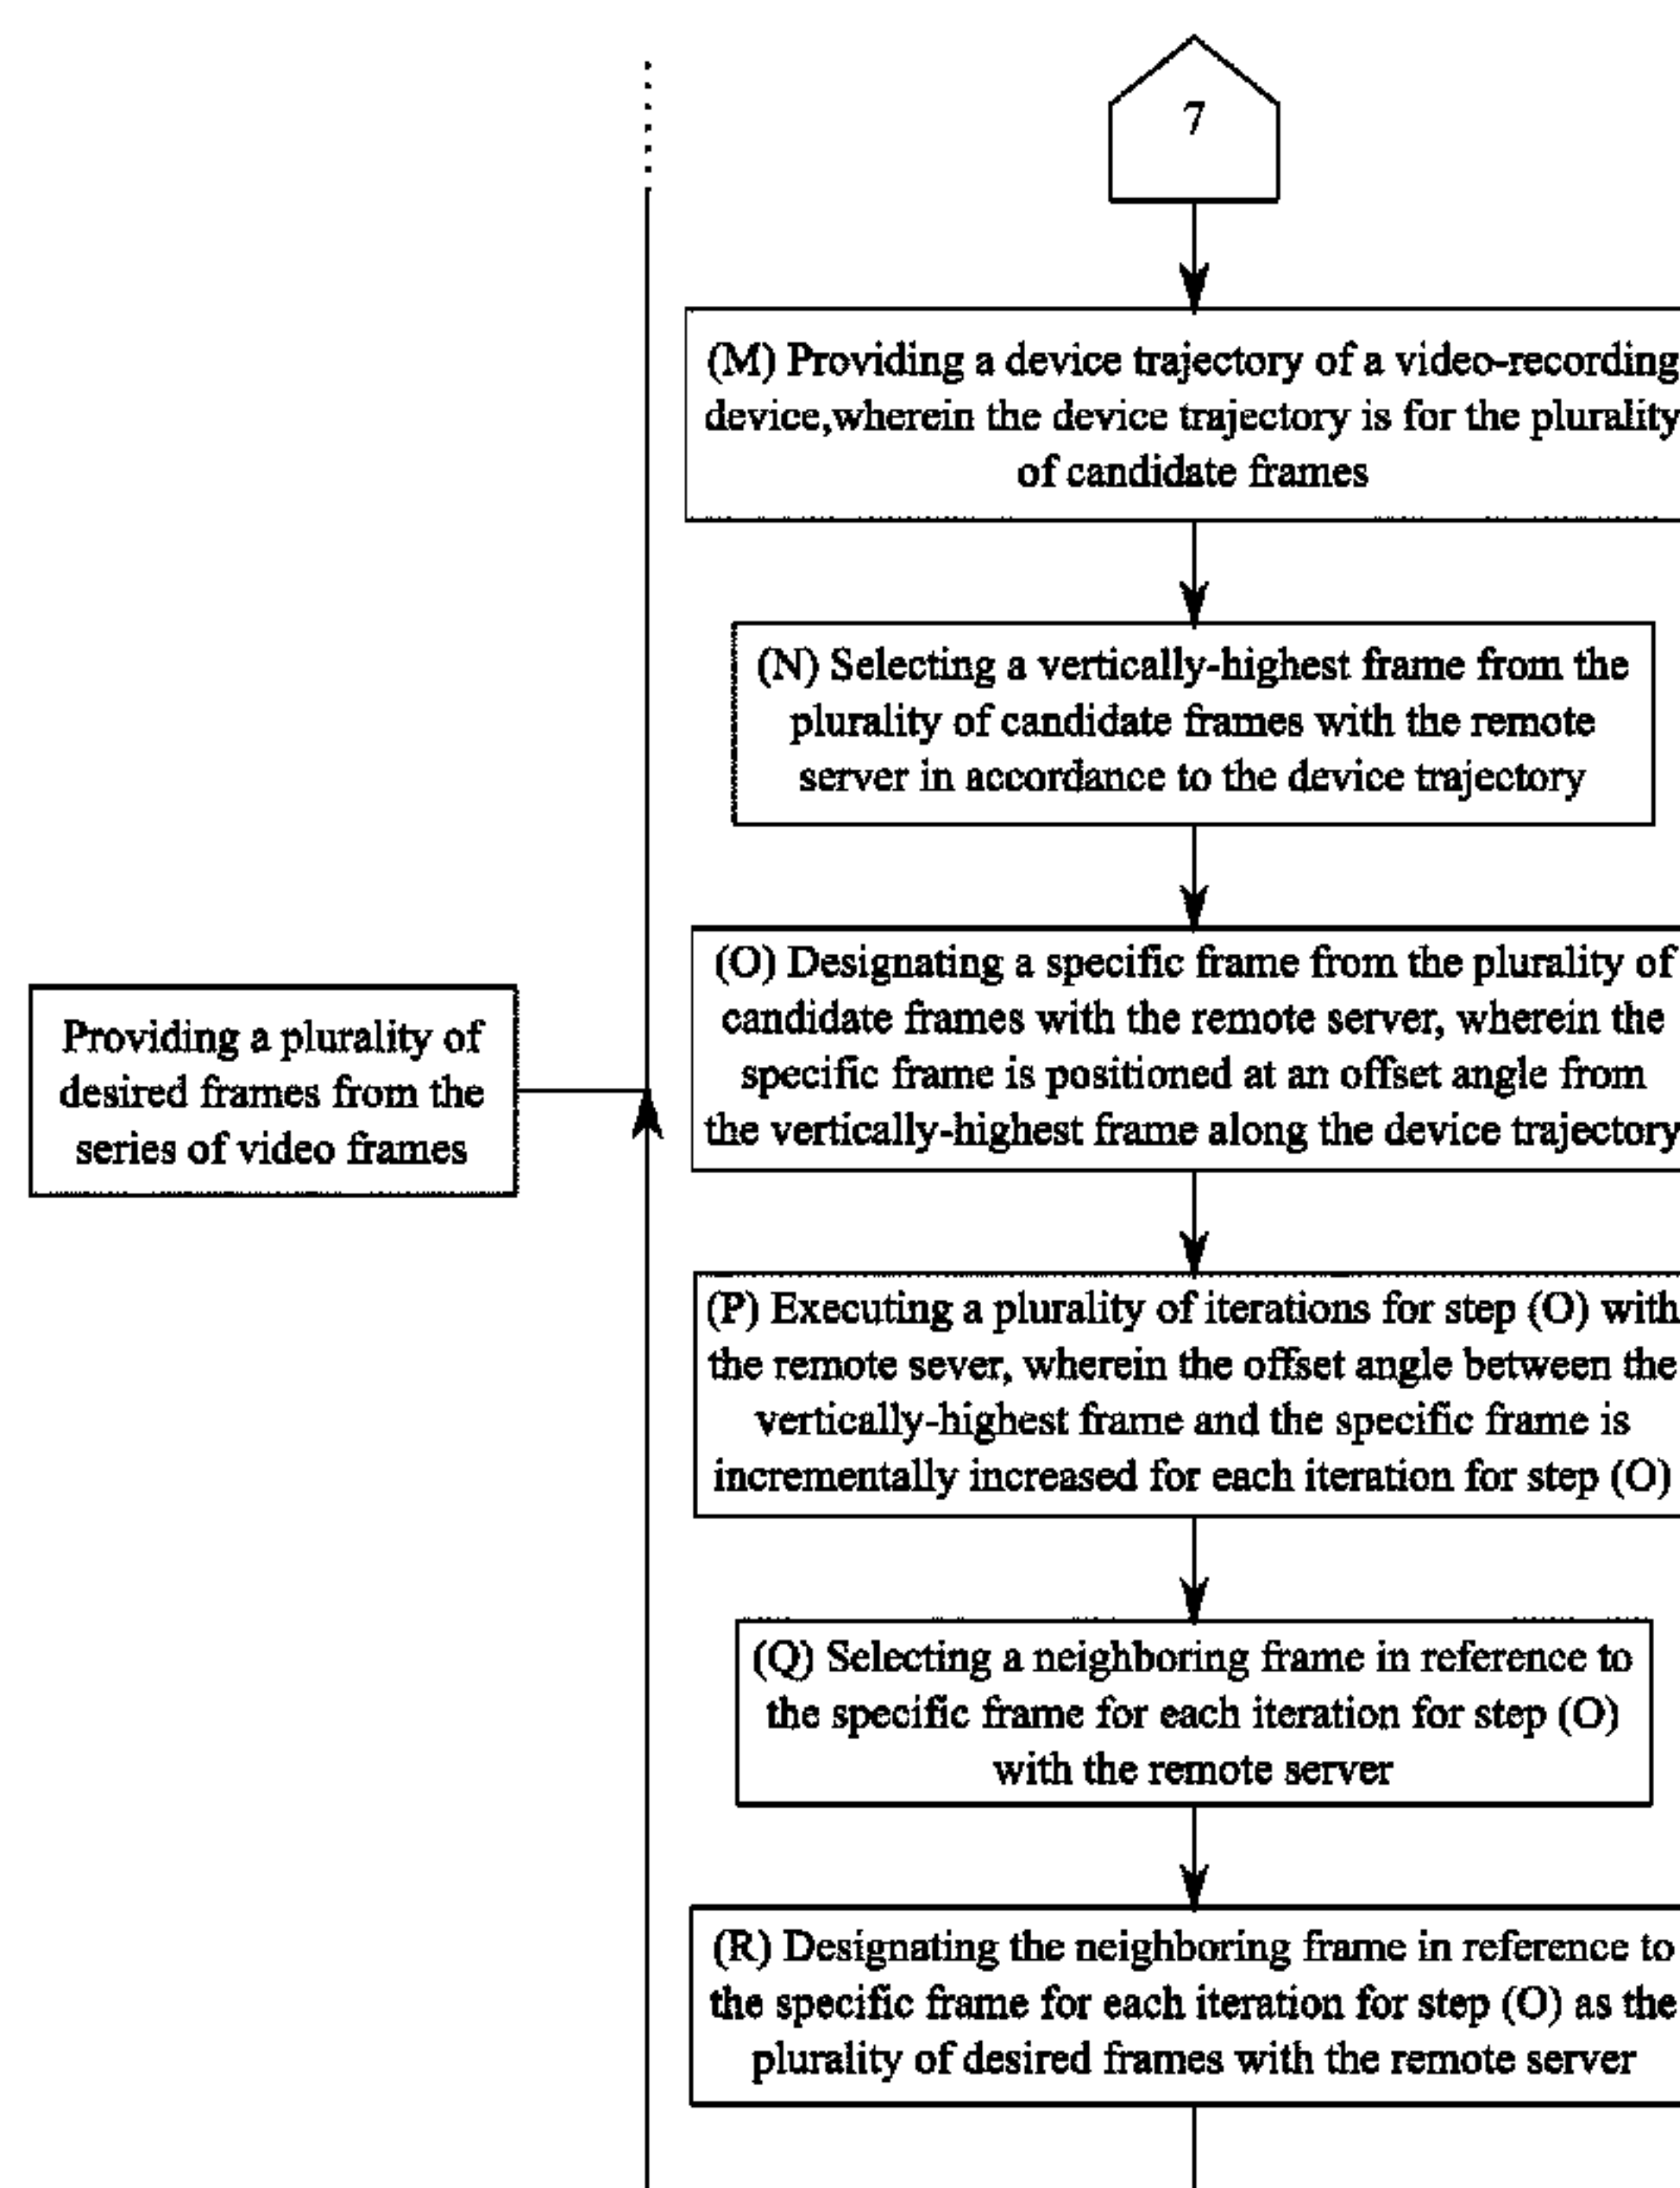 7
(M) Providing a device trajectory of a video-recording
device,wherein the device trajectory is for the plurality
of candidate frames
(N) Selecting a vertically-highest frame from the
plurality of candidate frames with the remote
server in accordance to the device trajectory
(O) Designating a specific frame from the plurality of
candidate frames with the remote server, wherein the
specific frame is positioned at an offset angle from
the vertically-highest frame along the device trajectory
Providing a plurality of
desired frames from the
series of video frames
(P) Executing a plurality of iterations for step (O) with
the remote sever, wherein the offset angle between the
vertically-highest frame and the specific frame is
incrementally increased for each iteration for step (O)
(Q) Selecting a neighboring frame in reference to
the specific frame for each iteration for step (O)
with the remote server
(R) Designating the neighboring frame in reference to
the specific frame for each iteration for step (O) as the
plurality of desired frames with the remote server